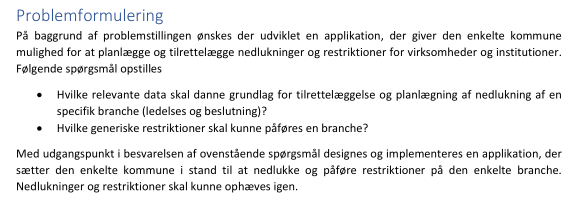 Problemformulering
På baggrund af problemstillingen ønskes der udviklet en applikation, der giver den enkelte kommune
mulighed for at planlægge og tilrettelægge nedlukninger og restriktioner for virksomheder og institutioner.
Følgende spørgsmål opstilles
• Hvilke relevante data skal danne grundlag for tilrettelæggelse og planlægning af nedlukning af en
specifik branche (ledelses og beslutning)?
• Hvilke generiske restriktioner skal kunne påføres en branche?
Med udgangspunkt i besvarelsen af ovenstående spørgsmål designes og implementeres en applikation, der
sætter den enkelte kommune i stand til at nedlukke og påføre restriktioner på den enkelte branche.
Nedlukninger og restriktioner skal kunne ophæves igen.